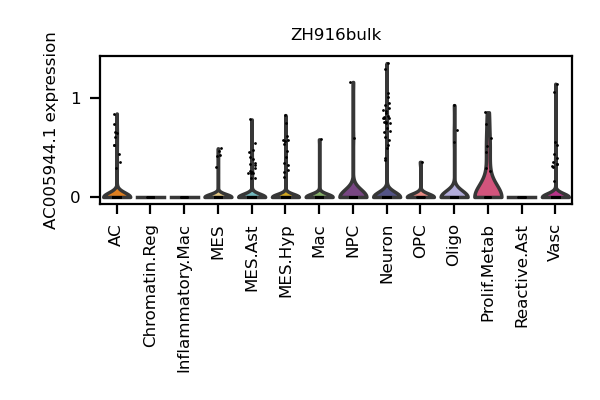 ZH916bulk
AC005944.1 expression
1
0
AC
Chromatin.Reg
Inflammatory.Mac
MES
MES.Ast
MES.Hyp
Mac
NPC
Neuron
OPC
Oligo
Prolif.Metab
Reactive.Ast
Vasc